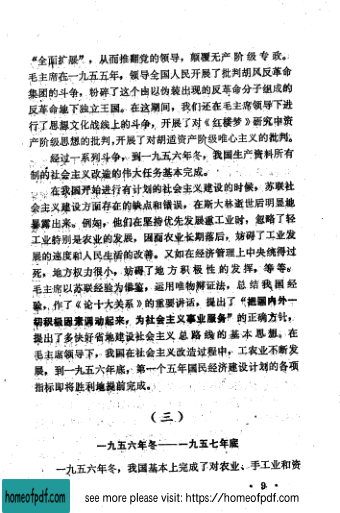 “全面扩展”，从而推翻党的领导，颠覆无产阶级专政。
毛主席在一九五五年，领导全国人民开展了批判胡风反革命
集团的斗争，粉碎了这个由以伪装出现的反革命分子组成的
反革命地下独立王国。在这期间，我们还在毛主席领导下进
行了思想文化战线上的斗争，开展了对《红楼梦》研究中资
产阶级思想的批判，开展了对胡适资产阶级唯心主义的批判。
经过一系列斗争，到一九五六年冬，我国生产资料所有
制的社会主义改造的伟大任务基本完成。
在我国开始进行有计划的社会主义建设的时候，苏联社
会主义建设方面存在的缺点和错误，在斯大林逝世后明显地
暴露出来。例如，他们在坚持优先发展重工业时，忽略了轻
工业特别是农业的发展，因而农业长期落后，妨碍了工业发
展的速度和人民生活的改善。又如在经济管理上中央统得过
死，地方权力很小，妨碍了地方积极性的发挥，等等。
毛主席以苏联经验为借鉴，运用唯物辩证法，总结我国经
验，作了《论十大关系》的重要讲话，提出了“把国内外一
切积极因素调动起来，为社会主义事业服务”的正确方针，
提出了多快好省地建设社会主义总路线的基本思想。在
毛主席领导下，我国在社会主义改造过程中，工农业不断发
展，到一九五六年底，第一个五年国民经济建设计划的各项
指标即将胜利地提前完成。
（三）
一九五六年冬——一九五七年底
一九五六年冬，我国基本上完成了对农业、手工业和资
• 9 •
homeofpdf.com
see more please visit: https://homeofpdf.com